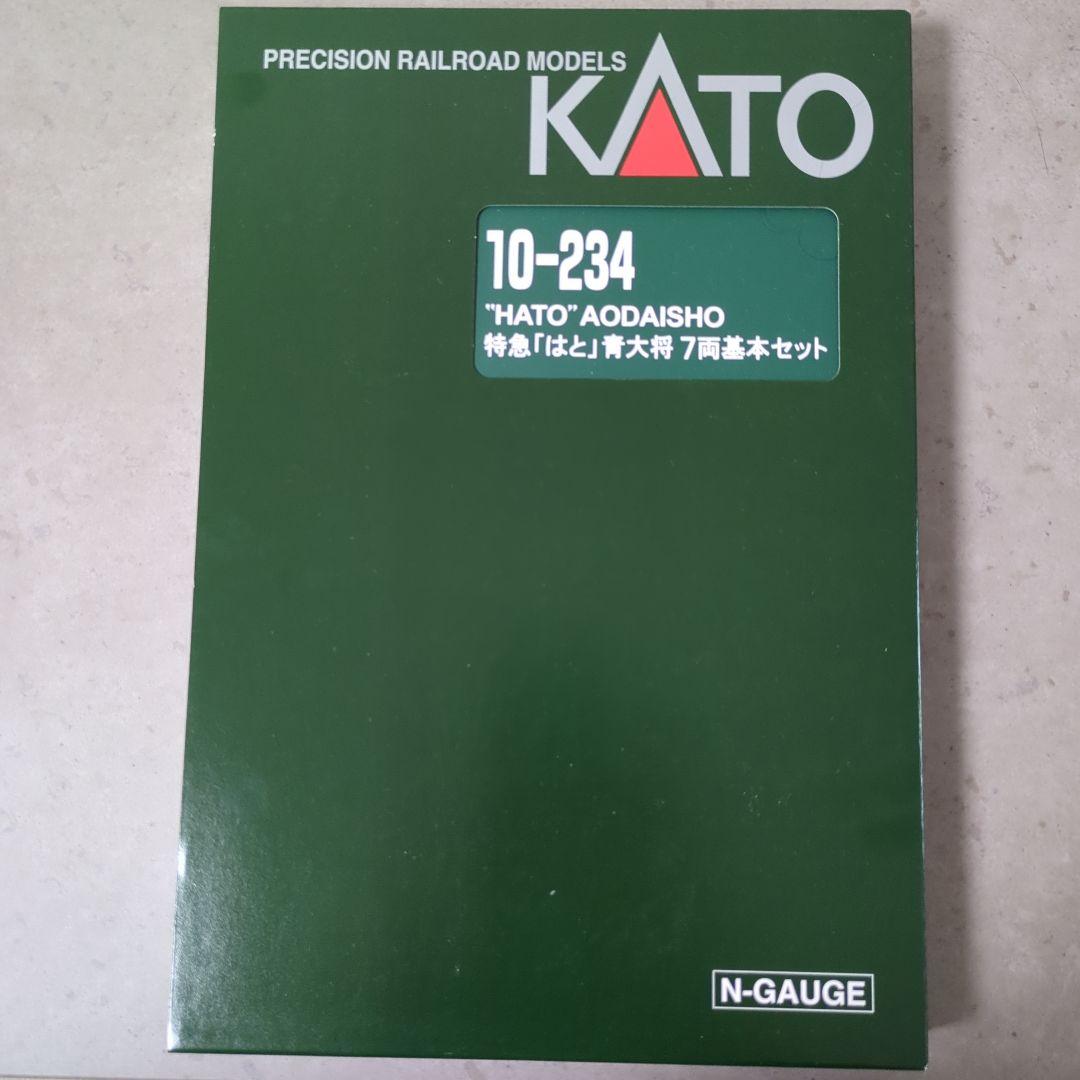 PRECISION RAILROAD MODELS
KATO
10-234
"HATO" AODAISHO
特急「はと」青大将 7両基本セット
N-GAUGE